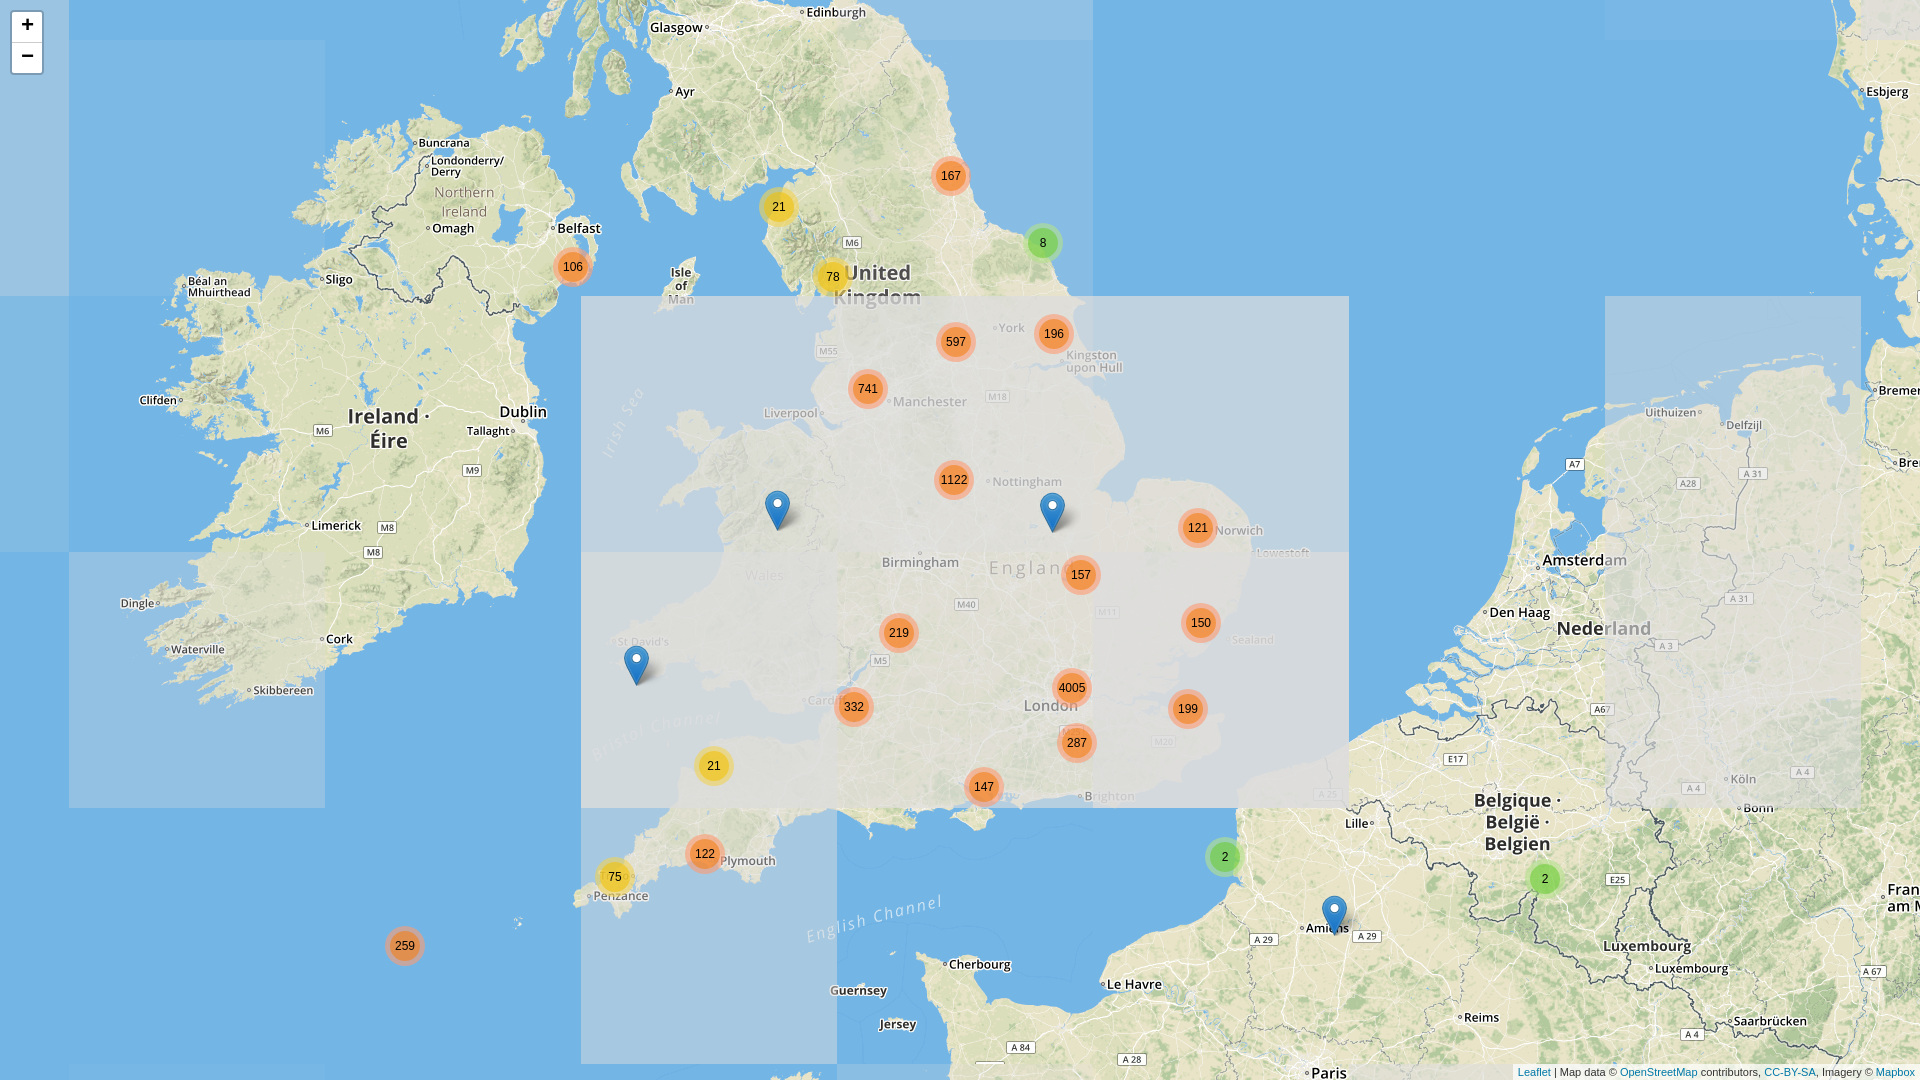 +
−
Edinburgh
Glasgow
Ayr
Esbjerg
Buncrana
Londonderry/
Derry
Northern
Ireland
Omagh
Belfast
167
21
8
M6
106
78
United
Kingdom
Isle
of
Man
Sligo
Béal an
Mhuirthead
York
597
196
M55
Kingston
upon Hull
741
Manchester
M18
Liverpool
Irish Sea
Clifden
Ireland ·
Éire
Dublin
Tallaght
M6
M9
Uithuizen
Delfzijl
Bremer
A7
A 31
A28
Bre
1122
Nottingham
Limerick
M8
M8
121
Norwich
Lowestoft
Birmingham
England
157
Wales
M40
M11
Amsterdam
Den Haag
Nederland
A 31
A 3
Dingle
Cork
Waterville
Skibbereen
St David's
219
150
Sealand
M5
Cardiff
332
4005
London
199
A67
Bristol Channel
287
M20
E17
21
147
Brighton
A 25
Köln
A 4
A 4
Bonn
Belgique ·
België ·
Belgien
Lille
122
Plymouth
2
2
E25
75
Penzance
English Channel
259
Amiens
A 29
A 29
Fran
am M
Luxembourg
Luxembourg
A 67
Cherbourg
Guernsey
Le Havre
Jersey
Reims
Saarbrücken
A 4
A 84
A 28
Paris
Leaflet | Map data © OpenStreetMap contributors, CC-BY-SA, Imagery © Mapbox